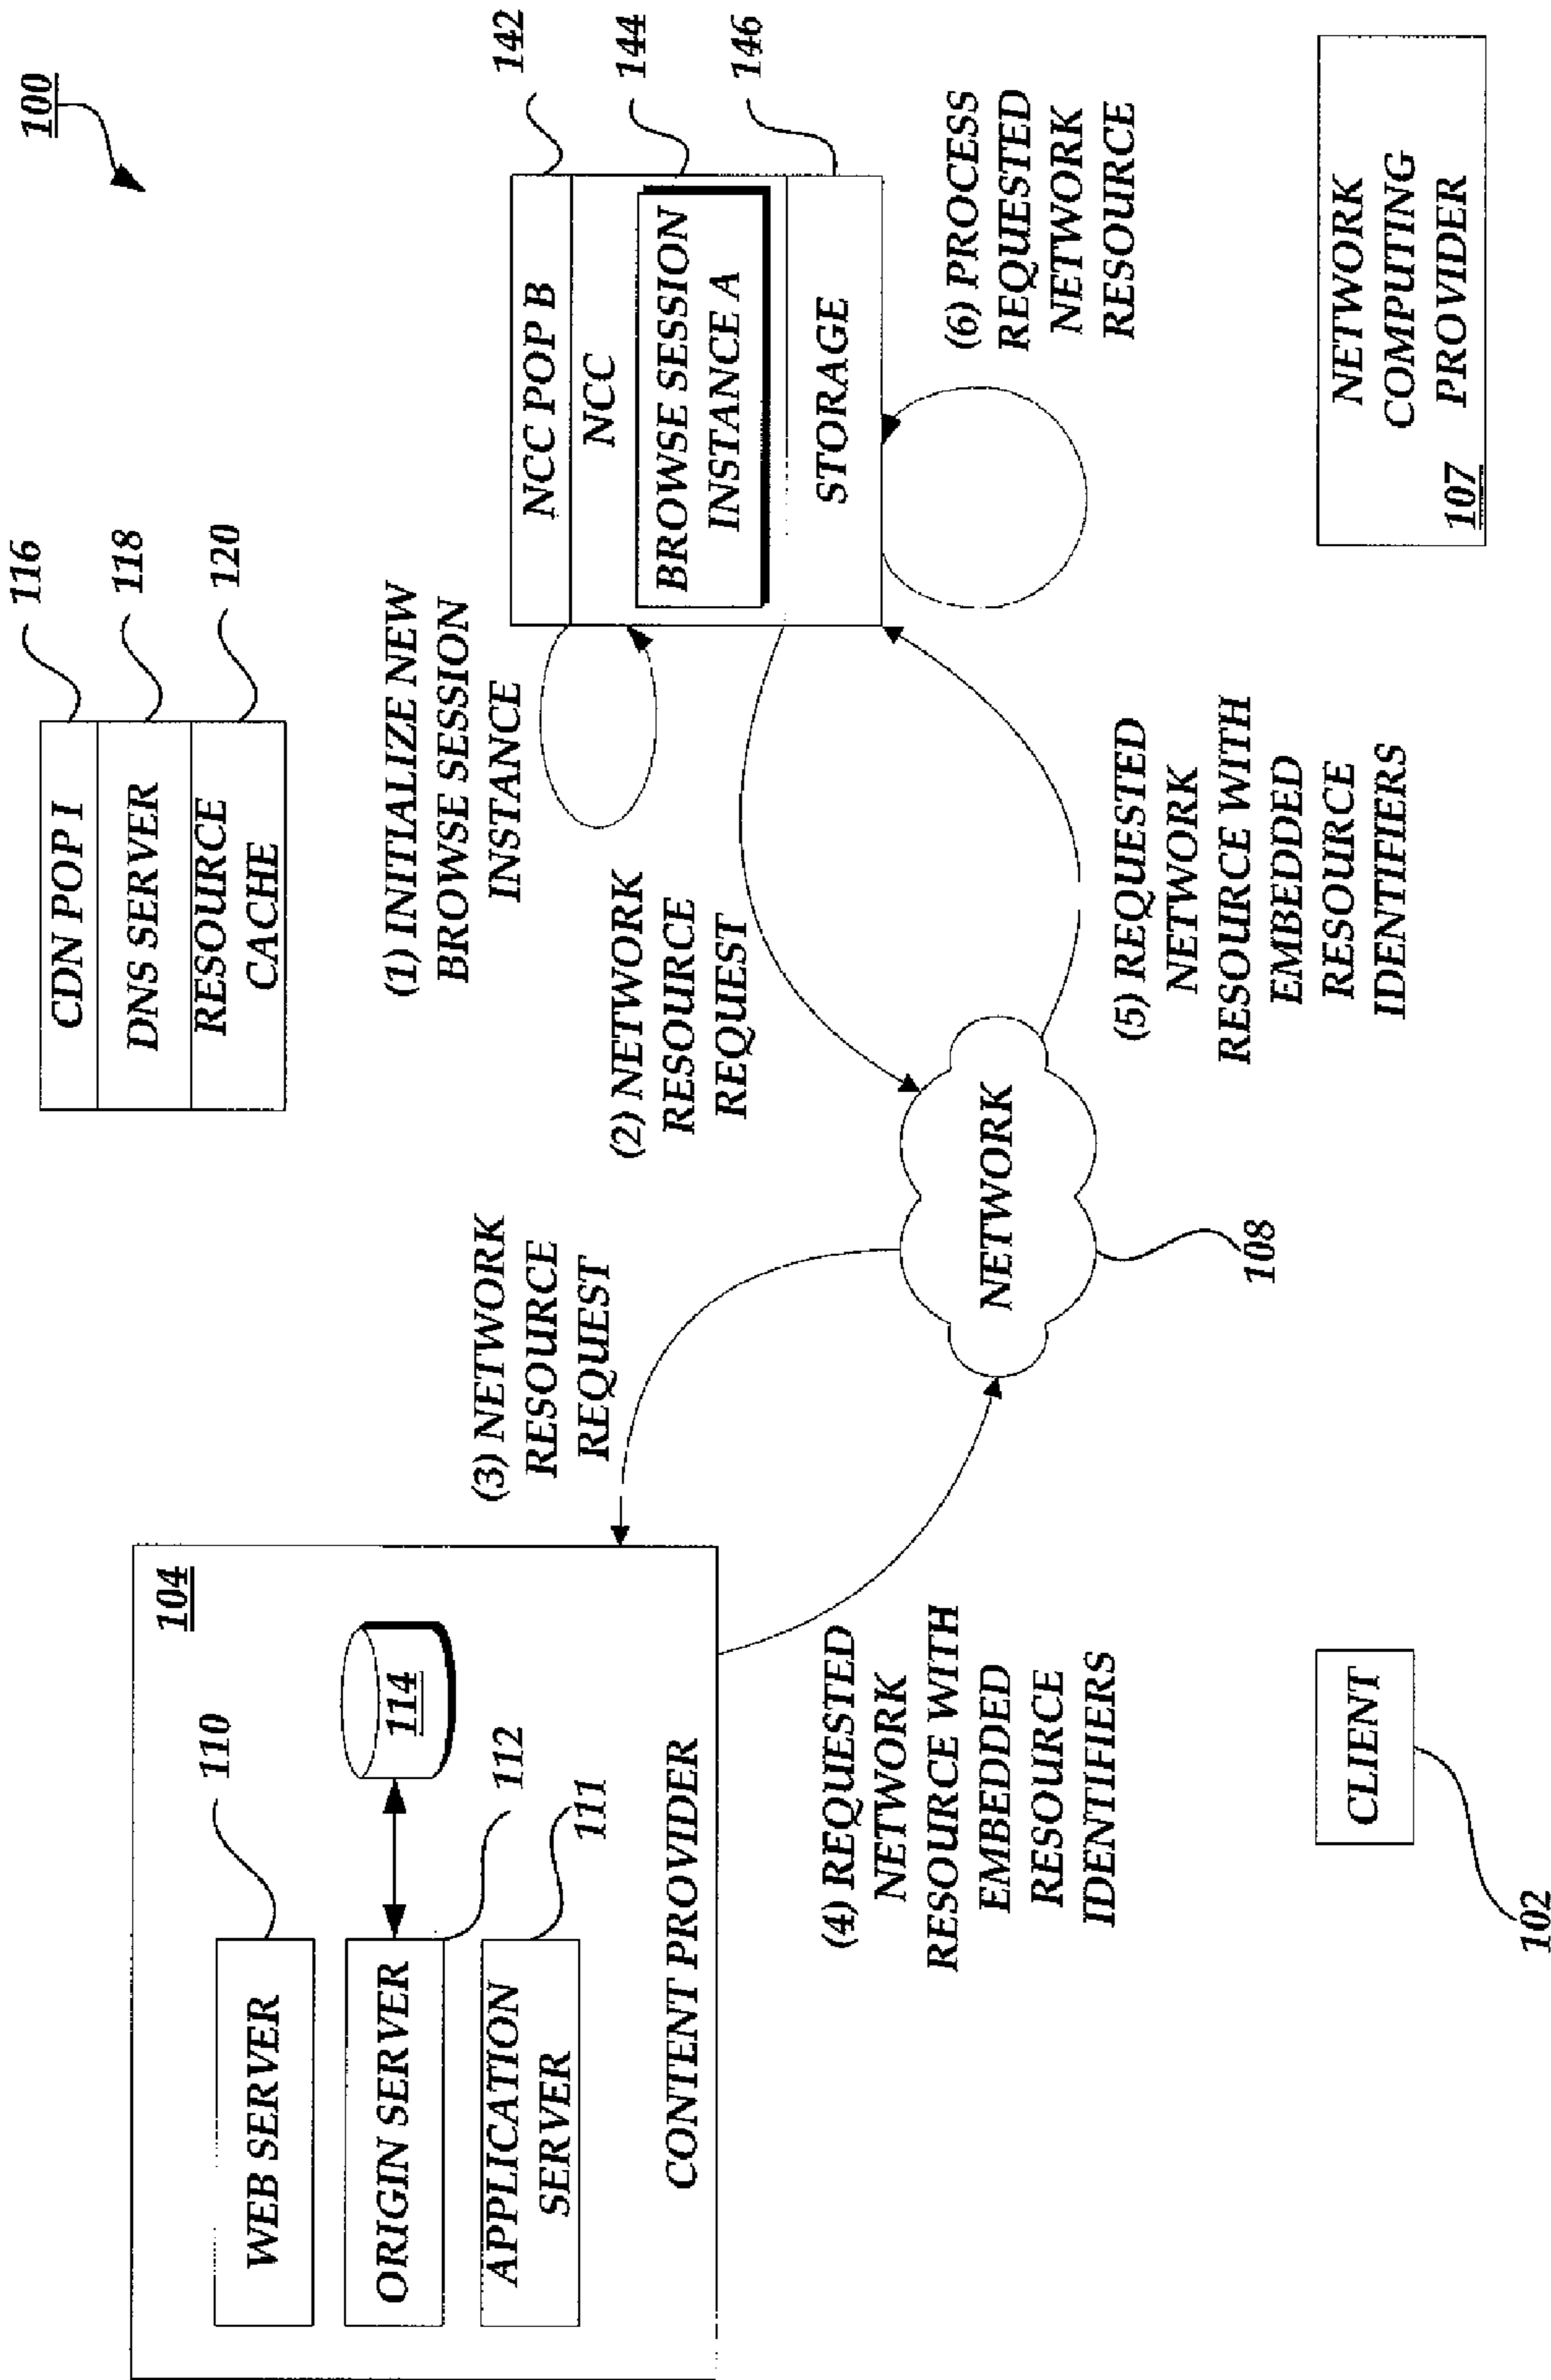 100
104
WEB SERVER
110
ORIGIN SERVER
112
114
APPLICATION
SERVER
111
CONTENT PROVIDER
CDN POP I
116
DNS SERVER
118
RESOURCE
CACHE
120
(1) INITIALIZE NEW
BROWSE SESSION
INSTANCE
(2) NETWORK
RESOURCE
REQUEST
(3) NETWORK
RESOURCE
REQUEST
NCC POP B
142
NCC
144
BROWSE SESSION
INSTANCE A
STORAGE
146
(4) REQUESTED
NETWORK
RESOURCE WITH
EMBEDDED
RESOURCE
IDENTIFIERS
NETWORK
108
(5) REQUESTED
NETWORK
RESOURCE WITH
EMBEDDED
RESOURCE
IDENTIFIERS
(6) PROCESS
REQUESTED
NETWORK
RESOURCE
CLIENT
102
NETWORK
COMPUTING
PROVIDER
107